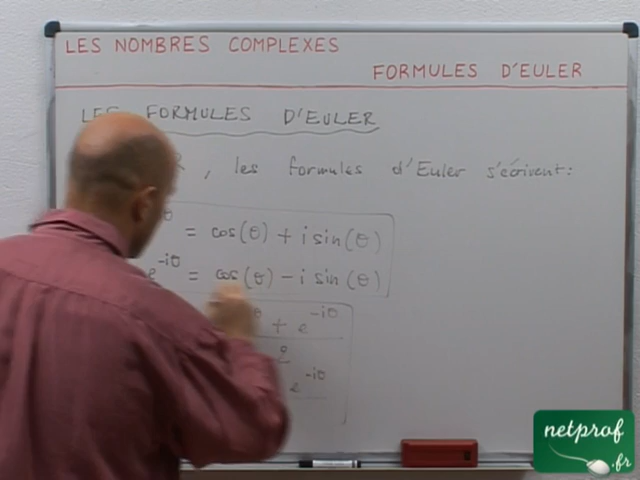 LES NOMBRES COMPLEXES
FORMULES D'EULER
LES FORMULES D'EULER
R, les formules d'Euler s'écrivent:
θ = cos(θ) + i sin(θ)
e^-iθ = cos(θ) - i sin(θ)
θ + e^-iθ
2
e^-iθ
netprof
.fr